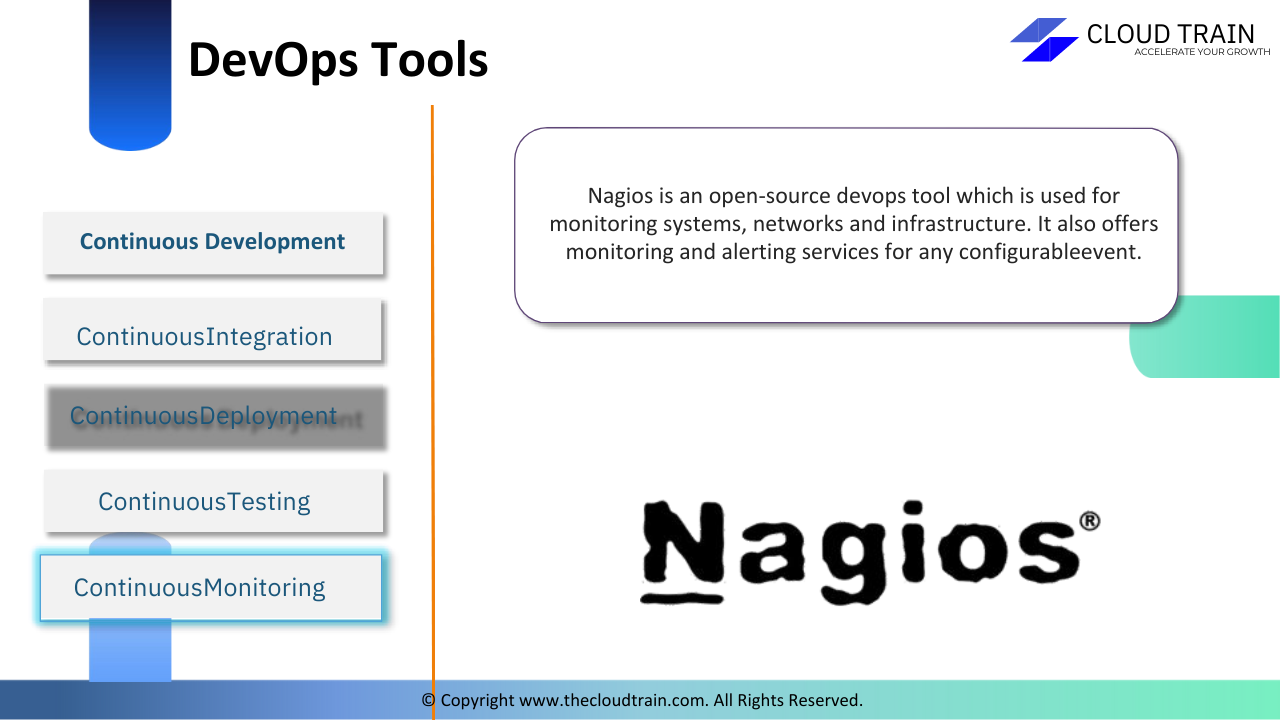 DevOps Tools
CLOUD TRAIN
ACCELERATE YOUR GROWTH
Nagios is an open-source devops tool which is used for
monitoring systems, networks and infrastructure. It also offers
monitoring and alerting services for any configurableevent.
Continuous Development
ContinuousIntegration
ContinuousDeployment
ContinuousTesting
ContinuousMonitoring
Nagios®
© Copyright www.thecloudtrain.com. All Rights Reserved.